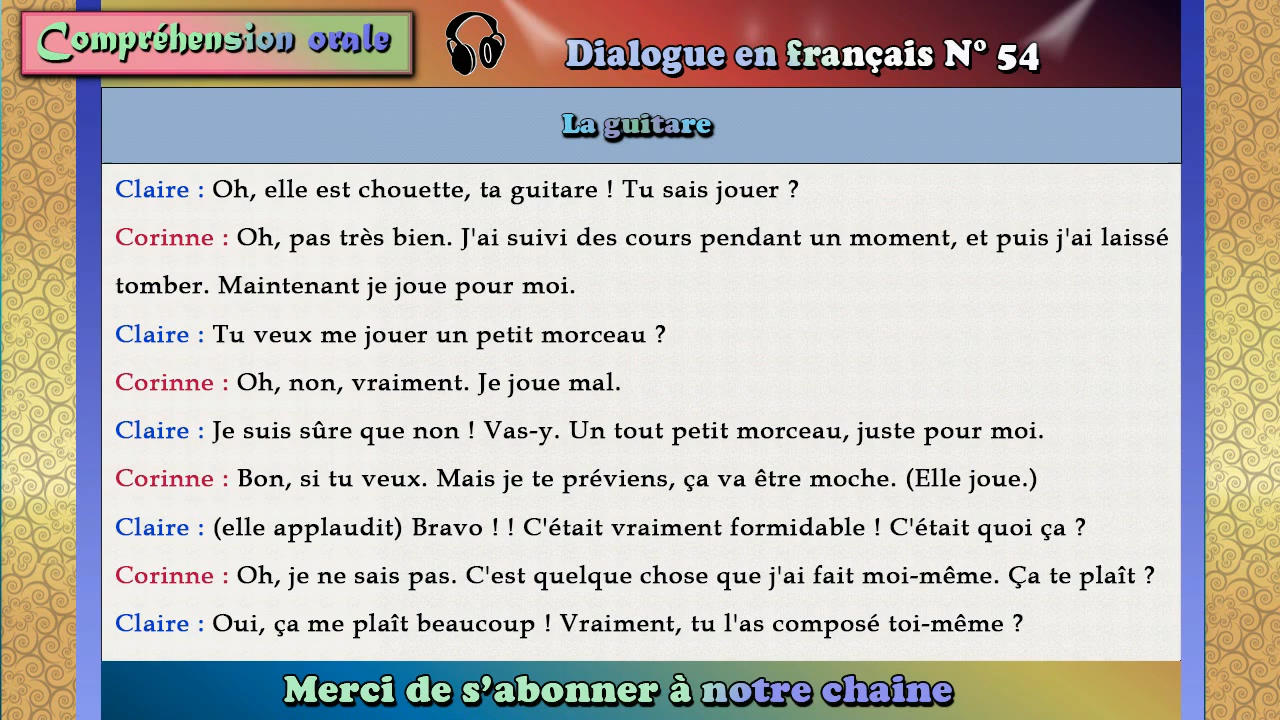 Compréhension orale
Dialogue en français N° 54
La guitare
Claire : Oh, elle est chouette, ta guitare ! Tu sais jouer ?
Corinne : Oh, pas très bien. J'ai suivi des cours pendant un moment, et puis j'ai laissé
tomber. Maintenant je joue pour moi.
Claire : Tu veux me jouer un petit morceau ?
Corinne : Oh, non, vraiment. Je joue mal.
Claire : Je suis sûre que non ! Vas-y. Un tout petit morceau, juste pour moi.
Corinne : Bon, si tu veux. Mais je te préviens, ça va être moche. (Elle joue.)
Claire : (elle applaudit) Bravo ! ! C'était vraiment formidable ! C'était quoi ça ?
Corinne : Oh, je ne sais pas. C'est quelque chose que j'ai fait moi-même. Ça te plaît ?
Claire : Oui, ça me plaît beaucoup ! Vraiment, tu l'as composé toi-même ?
Merci de s'abonner à notre chaine